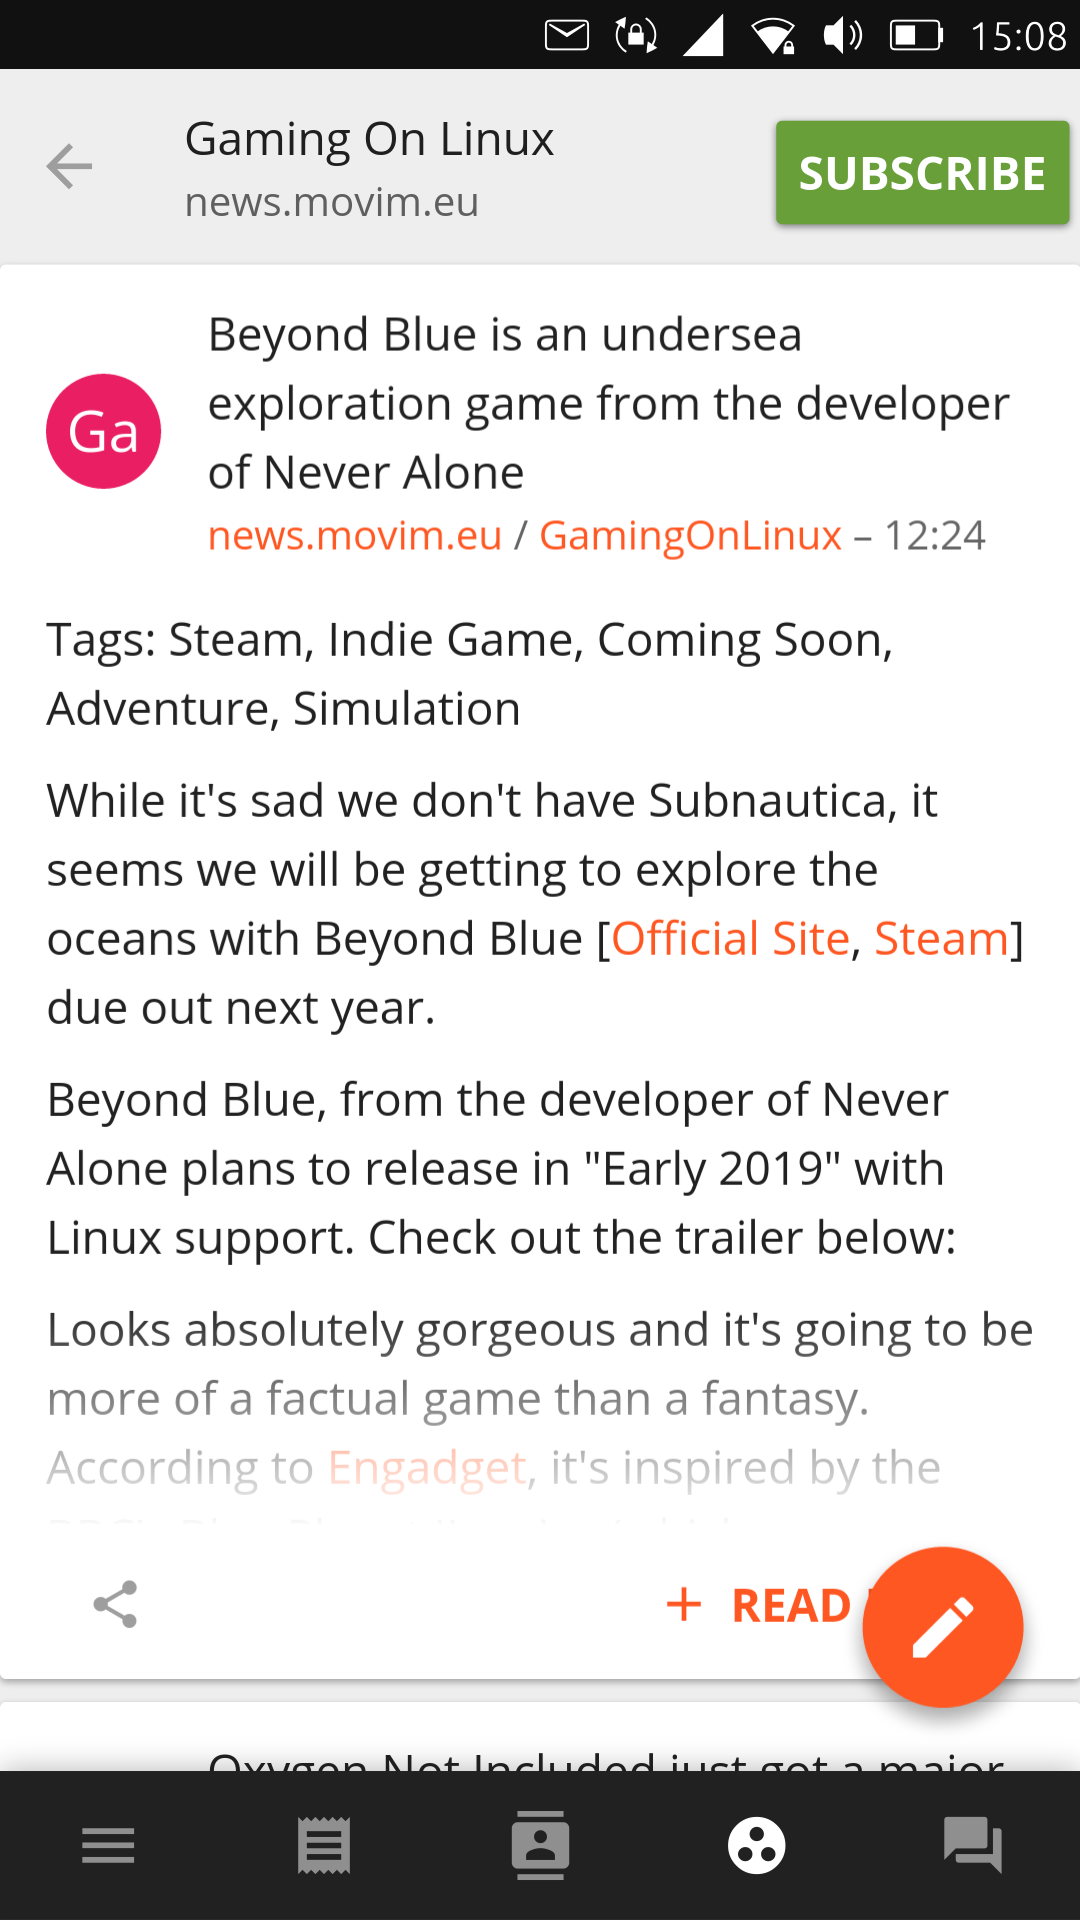 15:08
Gaming On Linux
news.movim.eu
SUBSCRIBE
Beyond Blue is an undersea
exploration game from the developer
of Never Alone
Ga
news.movim.eu / GamingOnLinux – 12:24
Tags: Steam, Indie Game, Coming Soon,
Adventure, Simulation
While it's sad we don't have Subnautica, it
seems we will be getting to explore the
oceans with Beyond Blue [Official Site, Steam]
due out next year.
Beyond Blue, from the developer of Never
Alone plans to release in "Early 2019" with
Linux support. Check out the trailer below:
Looks absolutely gorgeous and it's going to be
more of a factual game than a fantasy.
According to Engadget, it's inspired by the
+ READ
Oxygen Not Included just got a major